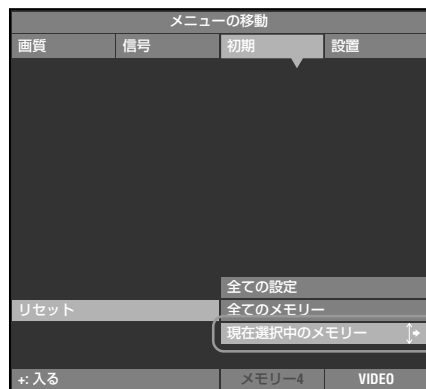 メニューの移動
画質 信号 初期 設置
全ての設定
リセット 全てのメモリー
現在選択中のメモリー
+: 入る メモリー4 VIDEO